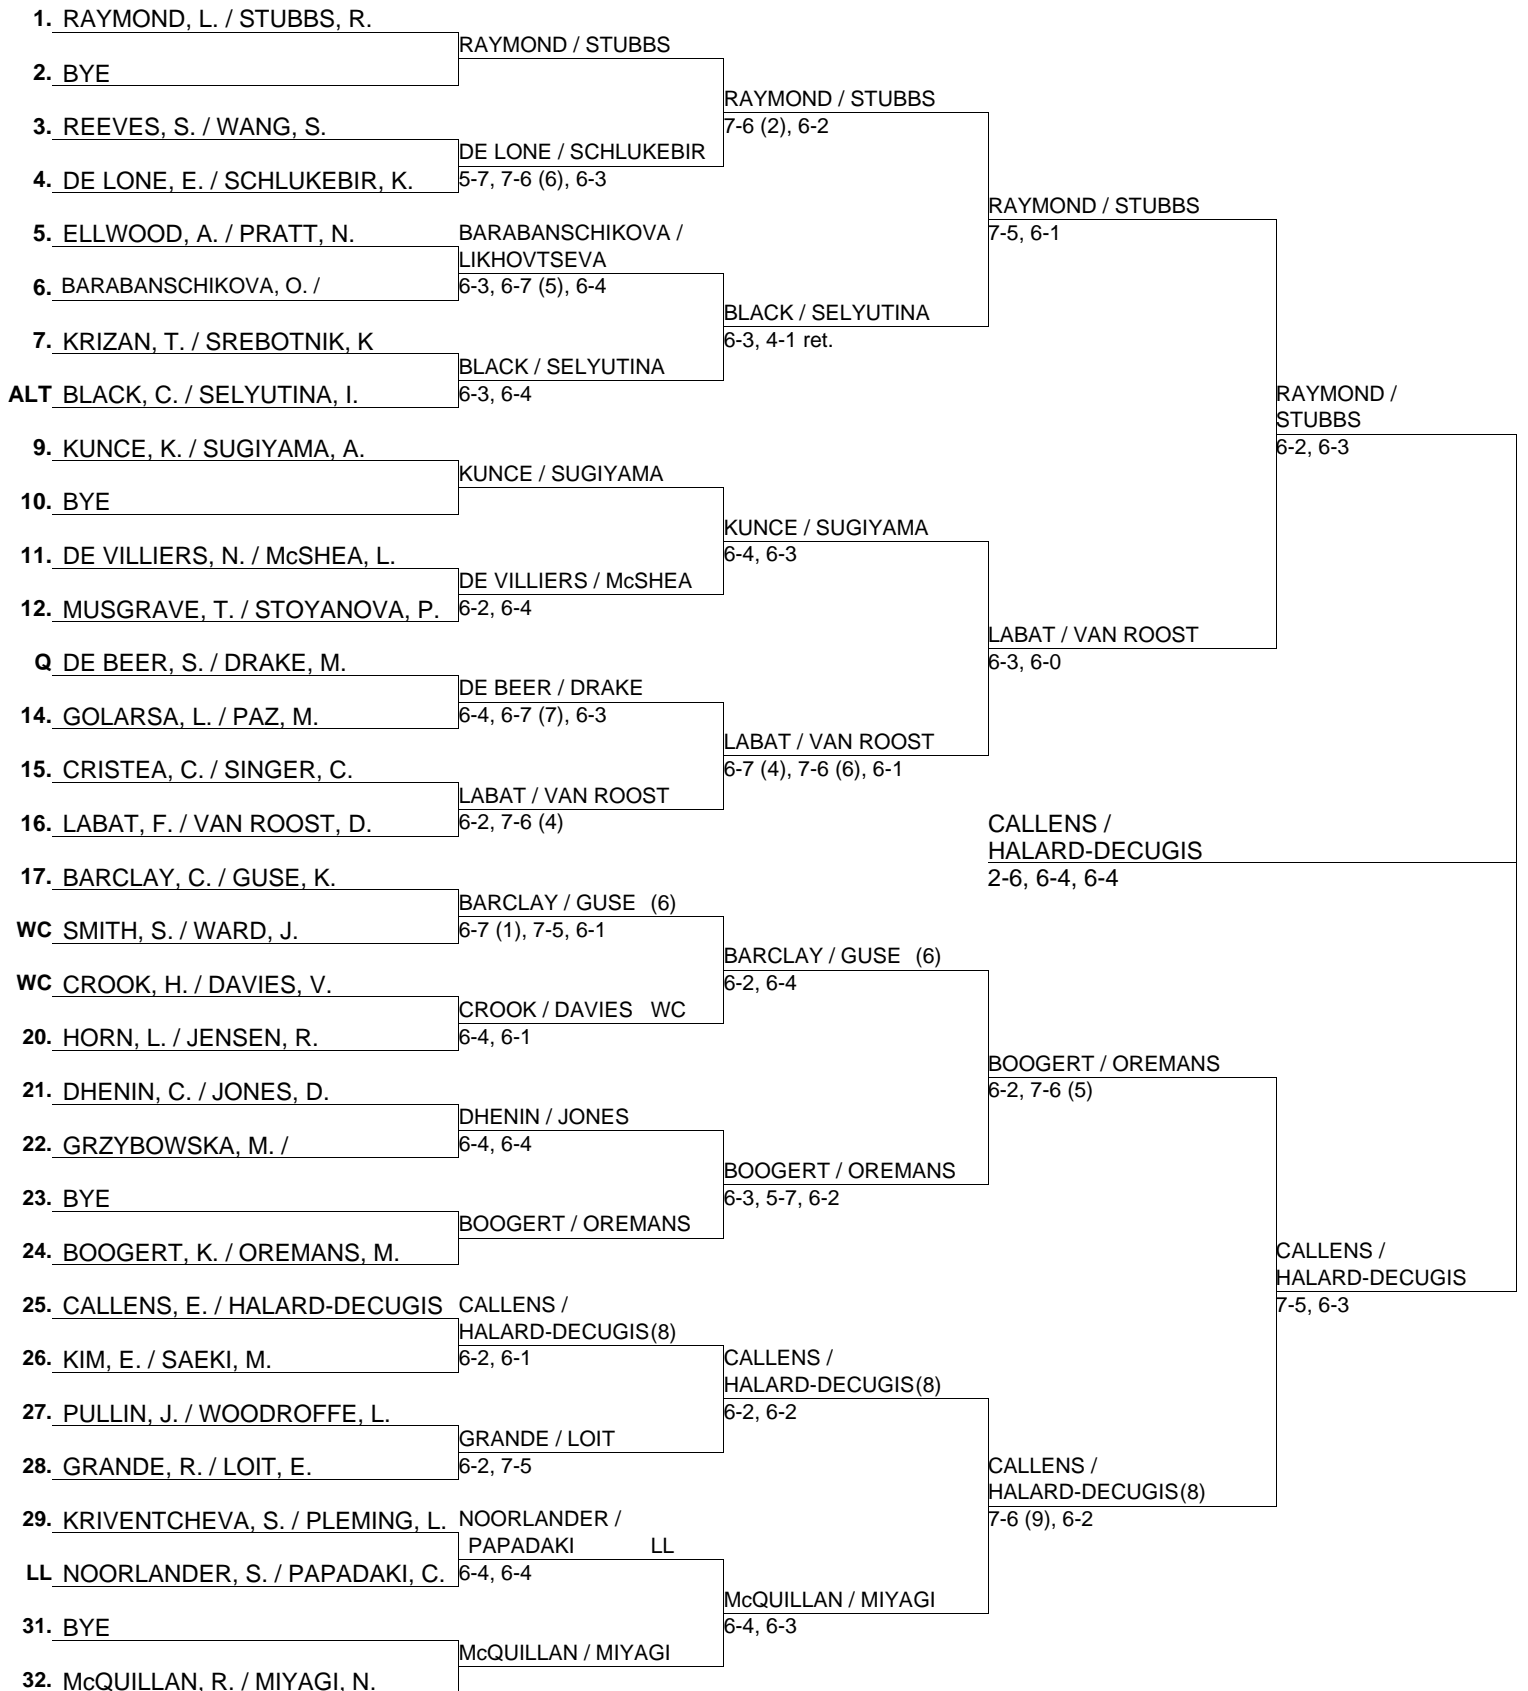 1. RAYMOND, L. / STUBBS, R.
RAYMOND / STUBBS
2. BYE
RAYMOND / STUBBS
7-6 (2), 6-2
3. REEVES, S. / WANG, S.
DE LONE / SCHLUKEBIR
5-7, 7-6 (6), 6-3
4. DE LONE, E. / SCHLUKEBIR, K.
RAYMOND / STUBBS
7-5, 6-1
5. ELLWOOD, A. / PRATT, N.
BARABANSCHIKOVA /
LIKHOVTSEVA
6-3, 6-7 (5), 6-4
6. BARABANSCHIKOVA, O. /
BLACK / SELYUTINA
6-3, 4-1 ret.
7. KRIZAN, T. / SREBOTNIK, K
BLACK / SELYUTINA
6-3, 6-4
ALT BLACK, C. / SELYUTINA, I.
RAYMOND /
STUBBS
6-2, 6-3
9. KUNCE, K. / SUGIYAMA, A.
KUNCE / SUGIYAMA
10. BYE
KUNCE / SUGIYAMA
6-4, 6-3
11. DE VILLIERS, N. / McSHEA, L.
DE VILLIERS / McSHEA
6-2, 6-4
12. MUSGRAVE, T. / STOYANOVA, P.
LABAT / VAN ROOST
6-3, 6-0
Q DE BEER, S. / DRAKE, M.
DE BEER / DRAKE
6-4, 6-7 (7), 6-3
14. GOLARSA, L. / PAZ, M.
LABAT / VAN ROOST
6-7 (4), 7-6 (6), 6-1
15. CRISTEA, C. / SINGER, C.
LABAT / VAN ROOST
6-2, 7-6 (4)
16. LABAT, F. / VAN ROOST, D.
CALLENS /
HALARD-DECUGIS
2-6, 6-4, 6-4
17. BARCLAY, C. / GUSE, K.
BARCLAY / GUSE (6)
6-7 (1), 7-5, 6-1
WC SMITH, S. / WARD, J.
BARCLAY / GUSE (6)
6-2, 6-4
WC CROOK, H. / DAVIES, V.
CROOK / DAVIES WC
6-4, 6-1
20. HORN, L. / JENSEN, R.
BOOGERT / OREMANS
6-2, 7-6 (5)
21. DHENIN, C. / JONES, D.
DHENIN / JONES
6-4, 6-4
22. GRZYBOWSKA, M. /
BOOGERT / OREMANS
6-3, 5-7, 6-2
23. BYE
BOOGERT / OREMANS
24. BOOGERT, K. / OREMANS, M.
CALLENS /
HALARD-DECUGIS
7-5, 6-3
25. CALLENS, E. / HALARD-DECUGIS
CALLENS /
HALARD-DECUGIS(8)
6-2, 6-1
26. KIM, E. / SAEKI, M.
CALLENS /
HALARD-DECUGIS(8)
6-2, 6-2
27. PULLIN, J. / WOODROFFE, L.
GRANDE / LOIT
6-2, 7-5
28. GRANDE, R. / LOIT, E.
CALLENS /
HALARD-DECUGIS(8)
7-6 (9), 6-2
29. KRIVENTCHEVA, S. / PLEMING, L.
NOORLANDER /
PAPADAKI LL
6-4, 6-4
LL NOORLANDER, S. / PAPADAKI, C.
McQUILLAN / MIYAGI
6-4, 6-3
31. BYE
McQUILLAN / MIYAGI
32. McQUILLAN, R. / MIYAGI, N.